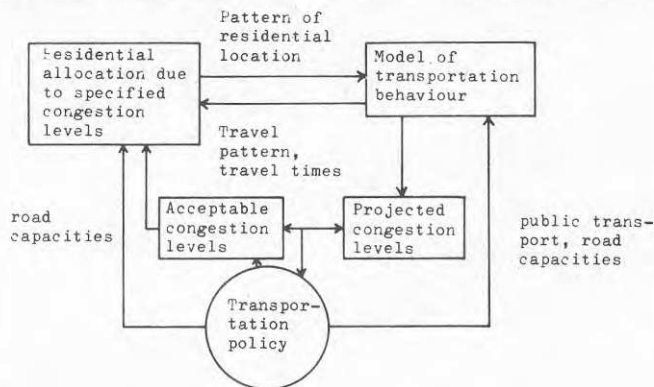 Pattern of
residential
location
Residential
allocation due
to specified
congestion
levels
Model of
transportation
behaviour
Travel
pattern,
travel times
road
capacities
Acceptable
congestion
levels
Projected
congestion
levels
public trans-
port, road
capacities
Transpor-
tation
policy